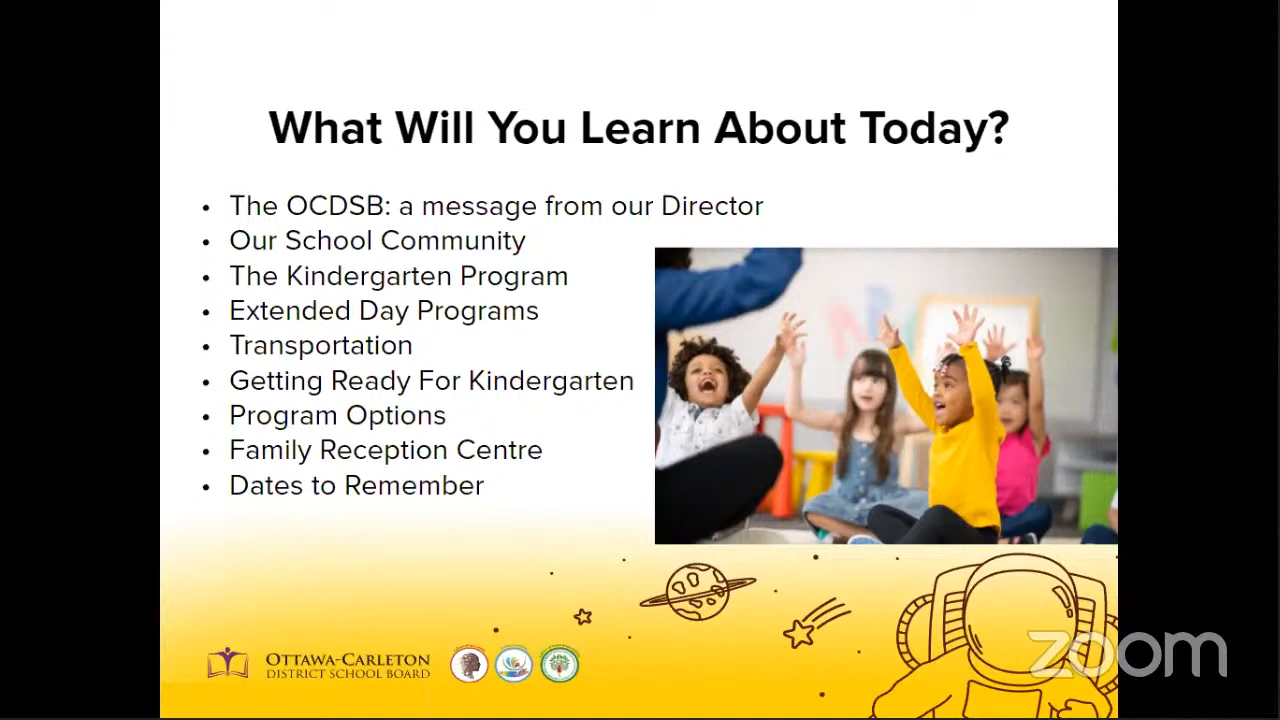 What Will You Learn About Today?
• The OCDSB: a message from our Director
• Our School Community
• The Kindergarten Program
• Extended Day Programs
• Transportation
• Getting Ready For Kindergarten
• Program Options
• Family Reception Centre
• Dates to Remember
OTTAWA-CARLETON
DISTRICT SCHOOL BOARD
zoom